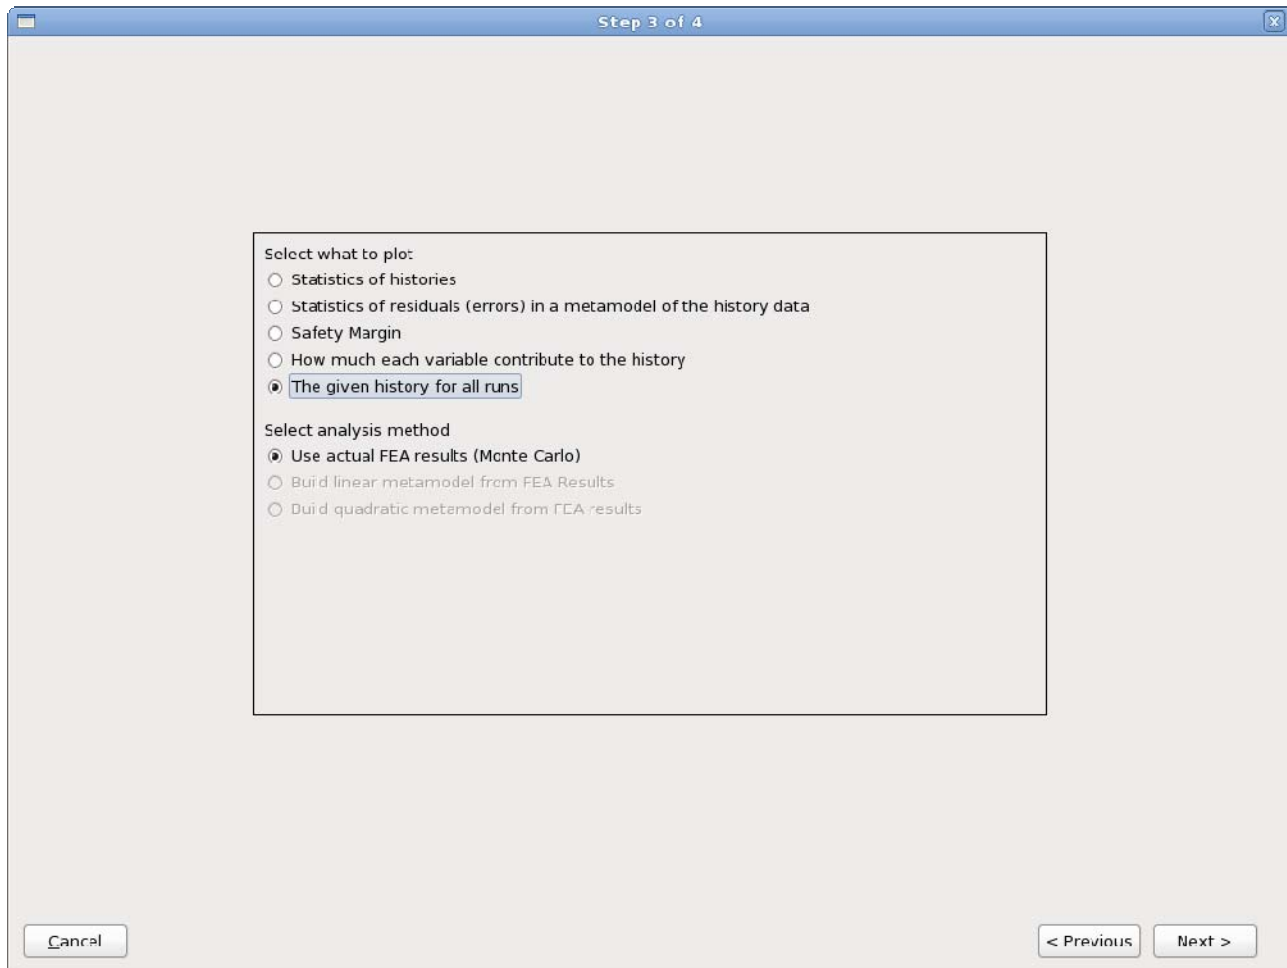 Step 3 of 4
Select what to plot
Statistics of histories
Statistics of residuals (errors) in a metamodel of the history data
Safety Margin
How much each variable contribute to the history
The given history for all runs
Select analysis method
Use actual FEA results (Monte Carlo)
Build linear metamodel from FEA Results
Build quadratic metamodel from FEA results
Cancel
< Previous
Next >